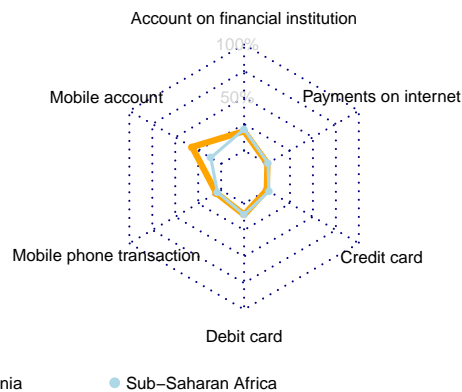 Account on financial institution
100%
Mobile account
50%
Payments on internet
Mobile phone transaction
Credit card
Debit card
nia
Sub−Saharan Africa